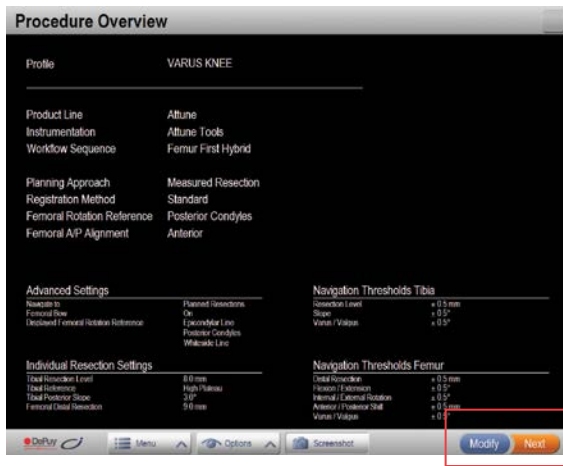 Procedure Overview
Profile VARUS KNEE
Product Line Attune
Instrumentation Attune Tools
Workflow Sequence Femur First Hybrid
Planning Approach Measured Resection
Registration Method Standard
Femoral Rotation Reference Posterior Condyles
Femoral A/P Alignment Anterior
Advanced Settings
Navigate to Planned Resections
Femoral Bow On
Displayed Femoral Rotation Reference Epicondylar Line
Posterior Condyles
Whiteside Line
Navigation Thresholds Tibia
Resection Level ± 0.5 mm
Slope ± 0.5°
Varus / Valgus ± 0.5°
Individual Resection Settings
Tibial Resection Level 8.0 mm
Tibial Reference High Plateau
Tibial Posterior Slope 3.0°
Femoral Distal Resection 9.0 mm
Navigation Thresholds Femur
Distal Resection ± 0.5 mm
Flexion / Extension ± 0.5°
Internal / External Rotation ± 0.5°
Anterior / Posterior Shift ± 0.5 mm
Varus / Valgus ± 0.5°
DePuy Menu Options Screenshot Modify Next